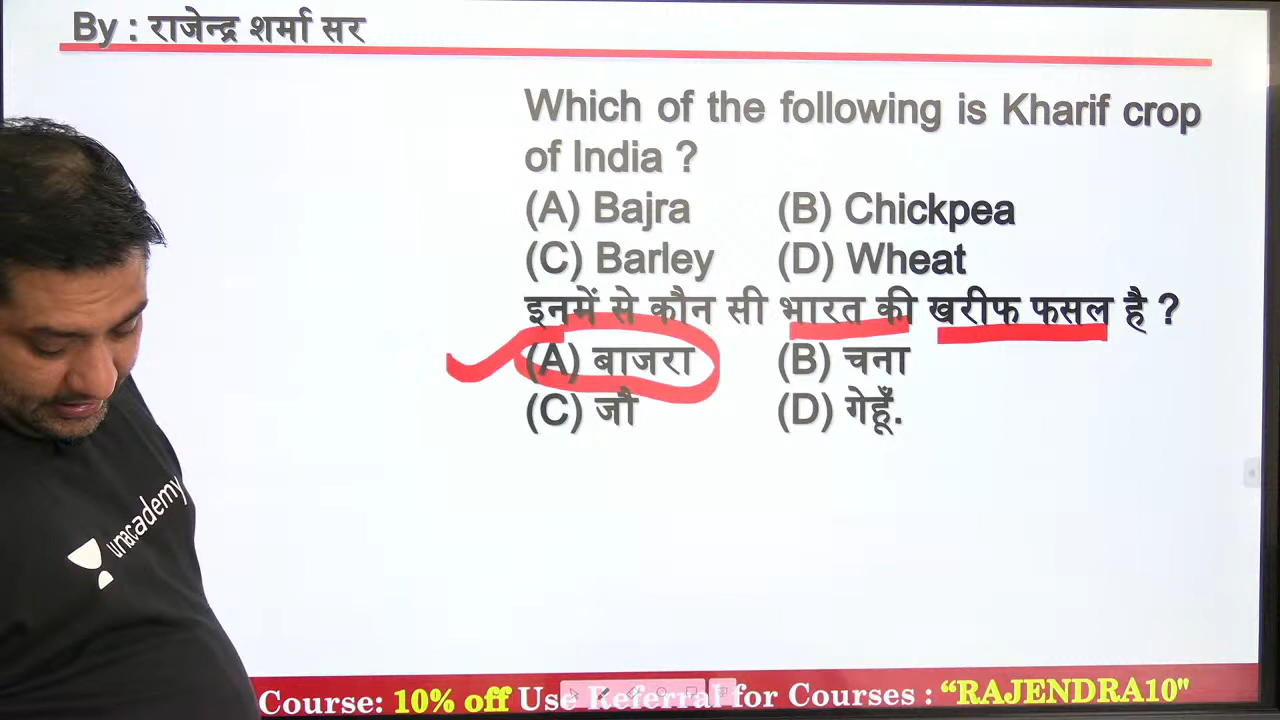 By : राजेन्द्र शर्मा सर
Which of the following is Kharif crop
of India ?
(A) Bajra (B) Chickpea
(C) Barley (D) Wheat
इनमें से कौन सी भारत की खरीफ फसल है ?
(A) बाजरा (B) चना
(C) जौ (D) गेहूँ.
unacademy
Course: 10% off Use Referral for Courses : “RAJENDRA10"